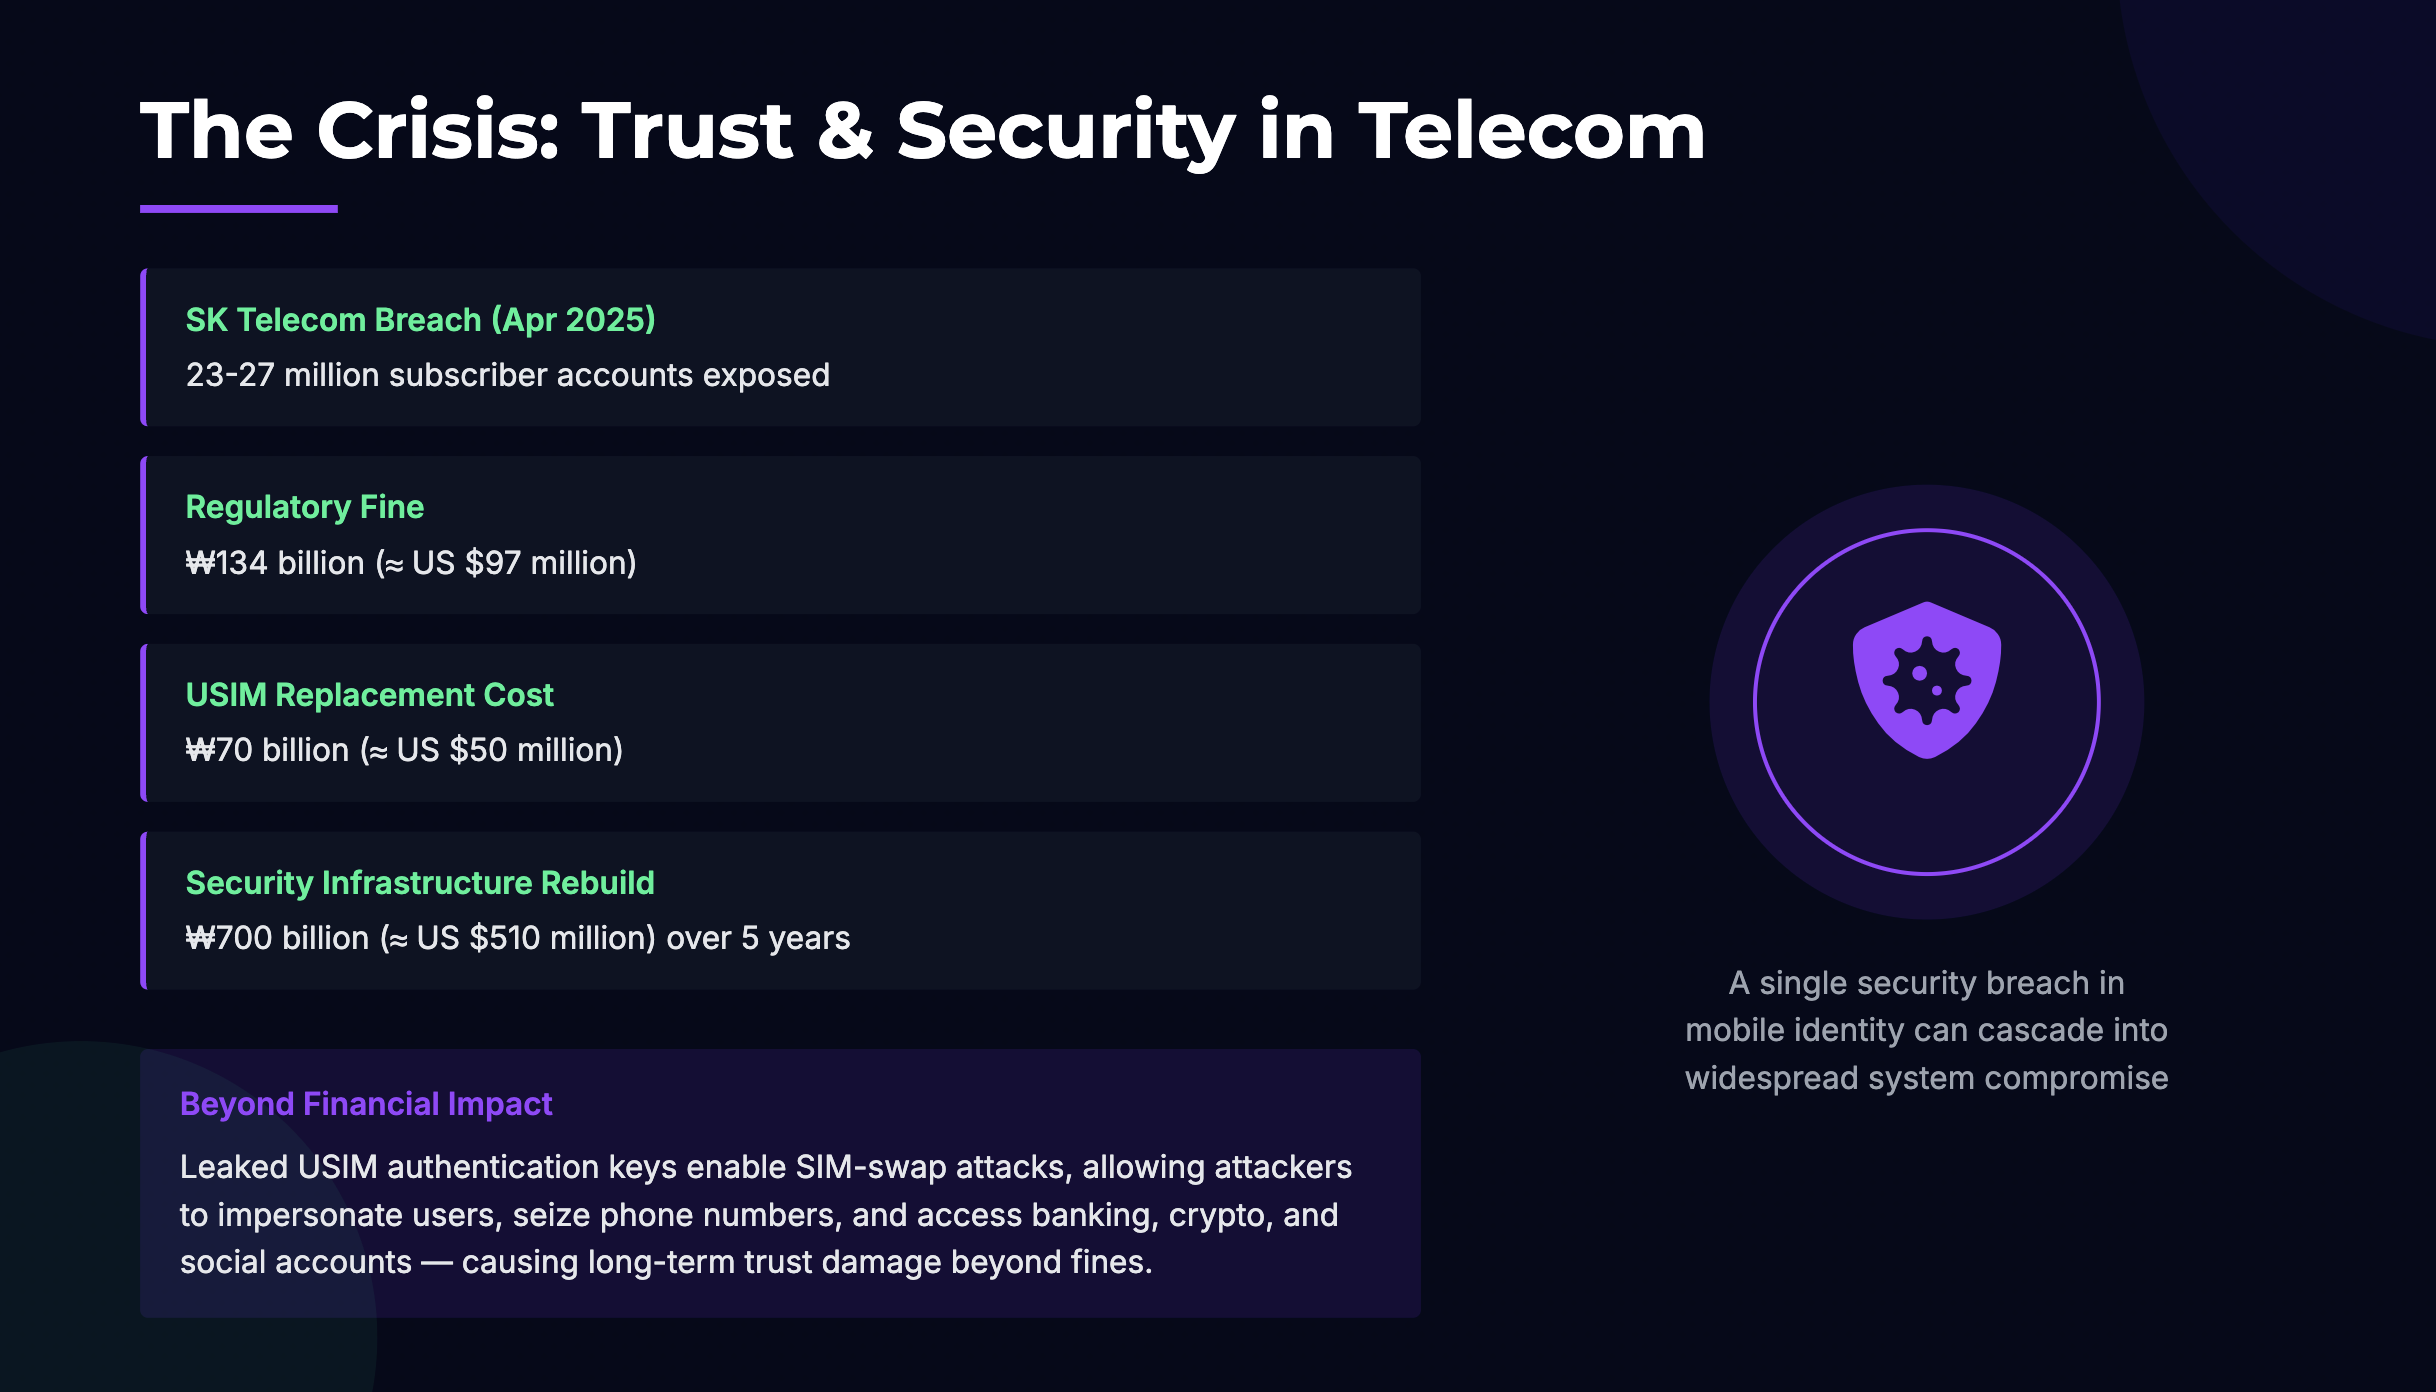 The Crisis: Trust & Security in Telecom
SK Telecom Breach (Apr 2025)
23-27 million subscriber accounts exposed
Regulatory Fine
₩134 billion (≈ US $97 million)
USIM Replacement Cost
₩70 billion (≈ US $50 million)
Security Infrastructure Rebuild
₩700 billion (≈ US $510 million) over 5 years
Beyond Financial Impact
Leaked USIM authentication keys enable SIM-swap attacks, allowing attackers
to impersonate users, seize phone numbers, and access banking, crypto, and
social accounts — causing long-term trust damage beyond fines.
A single security breach in
mobile identity can cascade into
widespread system compromise